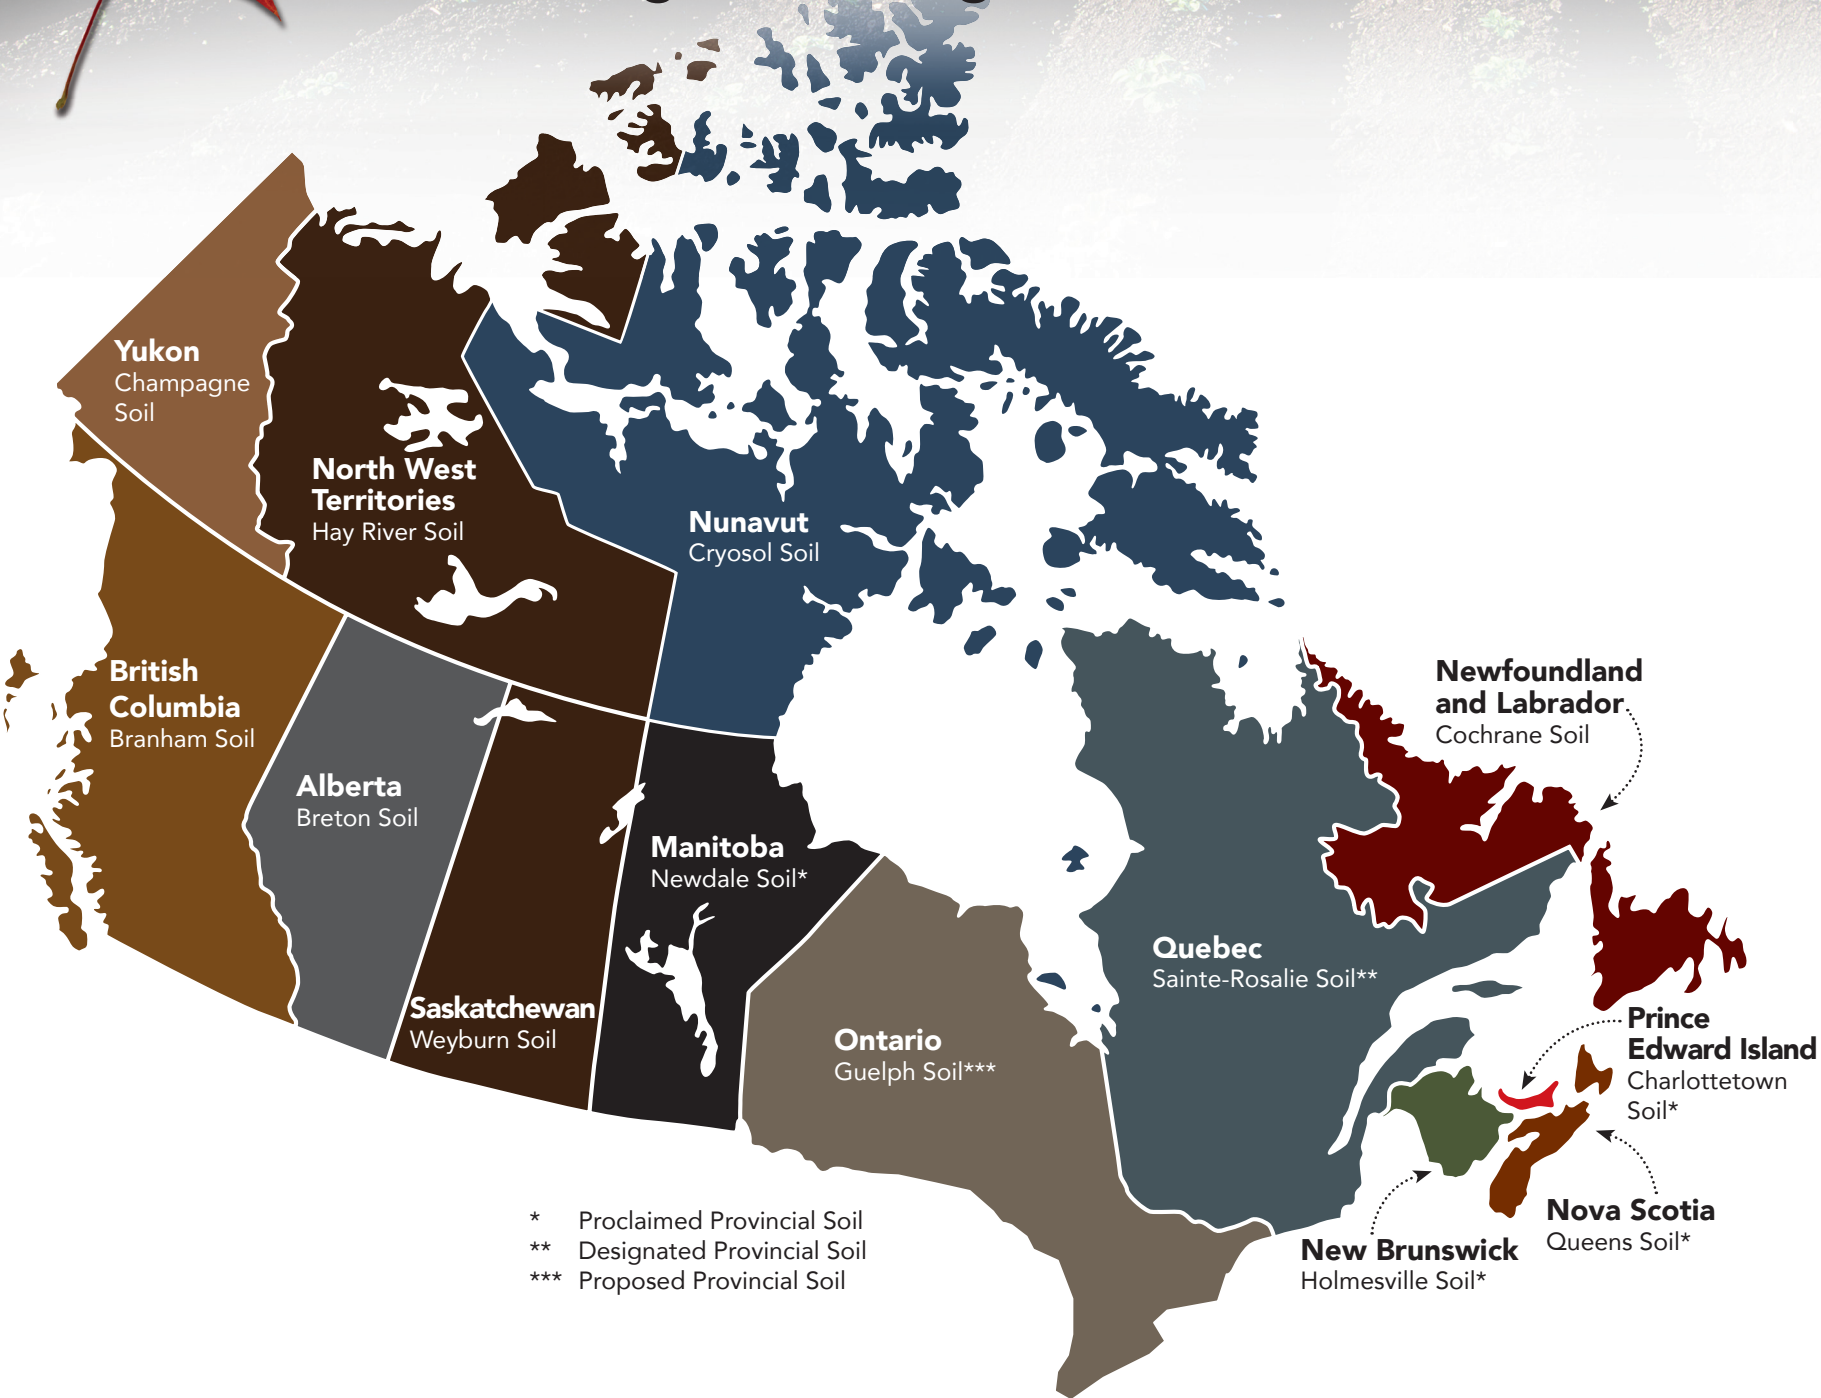 Yukon
Champagne
Soil
North West
Territories
Hay River Soil
Nunavut
Cryosol Soil
British
Columbia
Branham Soil
Alberta
Breton Soil
Saskatchewan
Weyburn Soil
Manitoba
Newdale Soil*
Ontario
Guelph Soil***
Quebec
Sainte-Rosalie Soil**
Newfoundland
and Labrador
Cochrane Soil
Prince
Edward Island
Charlottetown
Soil*
Nova Scotia
Queens Soil*
New Brunswick
Holmesville Soil*
* Proclaimed Provincial Soil
** Designated Provincial Soil
*** Proposed Provincial Soil